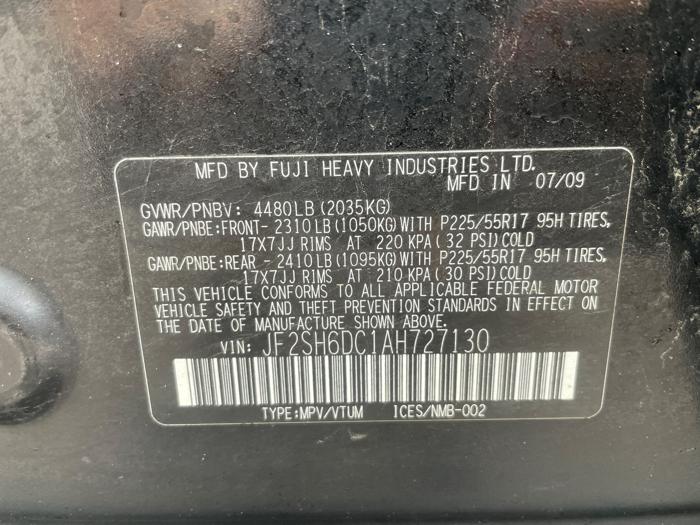 MFD BY FUJI HEAVY INDUSTRIES LTD.
MFD IN 07/09
GVWR/PNBV: 4480LB(2035KG)
GAWR/PNBE:FRONT- 2310LB(1050KG)WITH P225/55R17 95H TIRES,
17X7JJ RIMS AT 220 KPA(32 PSI)COLD
GAWR/PNBE:REAR - 2410LB(1095KG)WITH P225/55R17 95H TIRES,
17X7JJ RIMS AT 210 KPA(30 PSI)COLD
THIS VEHICLE CONFORMS TO ALL APPLICABLE FEDERAL MOTOR
VEHICLE SAFETY AND THEFT PREVENTION STANDARDS IN EFFECT ON
THE DATE OF MANUFACTURE SHOWN ABOVE.
VIN: JF2SH6DC1AH727130
TYPE:MPV/VTUM ICES/NMB-002